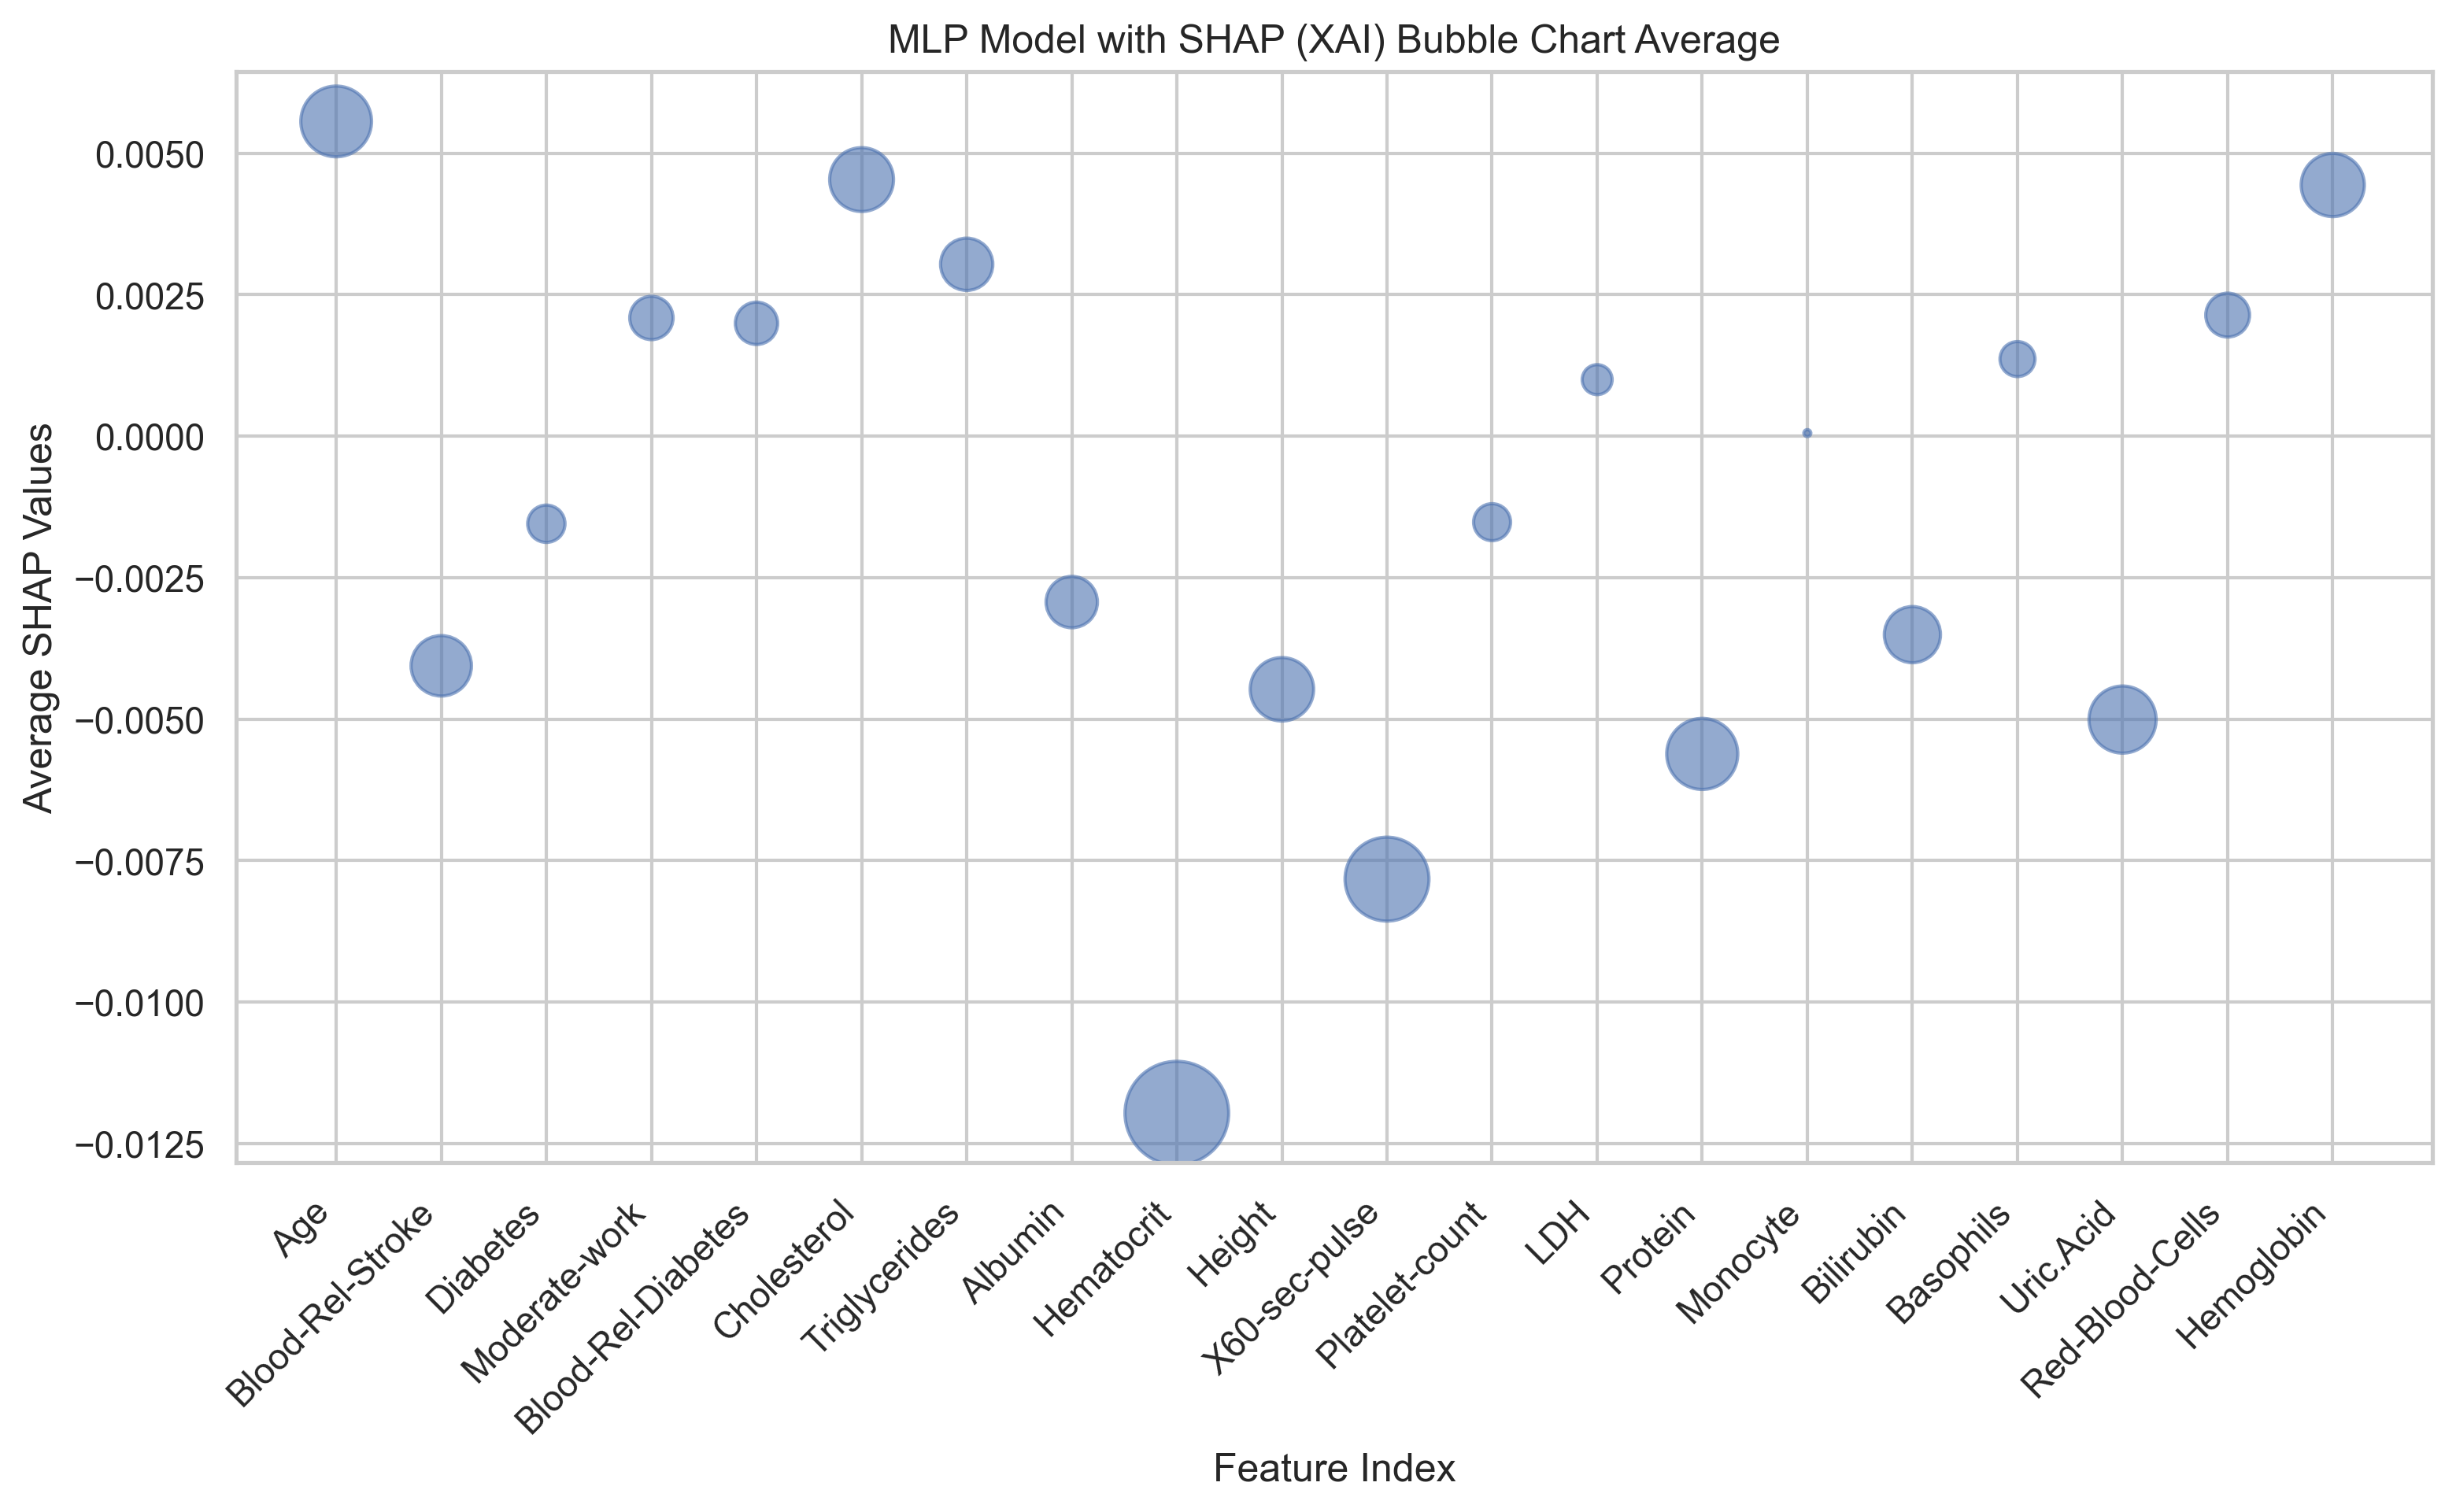 MLP Model with SHAP (XAI) Bubble Chart Average
Average SHAP Values
0.0050
0.0025
0.0000
−0.0025
−0.0050
−0.0075
−0.0100
−0.0125
Age
Blood-Rel-Stroke
Diabetes
Moderate-work
Blood-Rel-Diabetes
Cholesterol
Triglycerides
Albumin
Hematocrit
Height
X60-sec-pulse
Platelet-count
LDH
Protein
Monocyte
Bilirubin
Basophils
Uric.Acid
Red-Blood-Cells
Hemoglobin
Feature Index